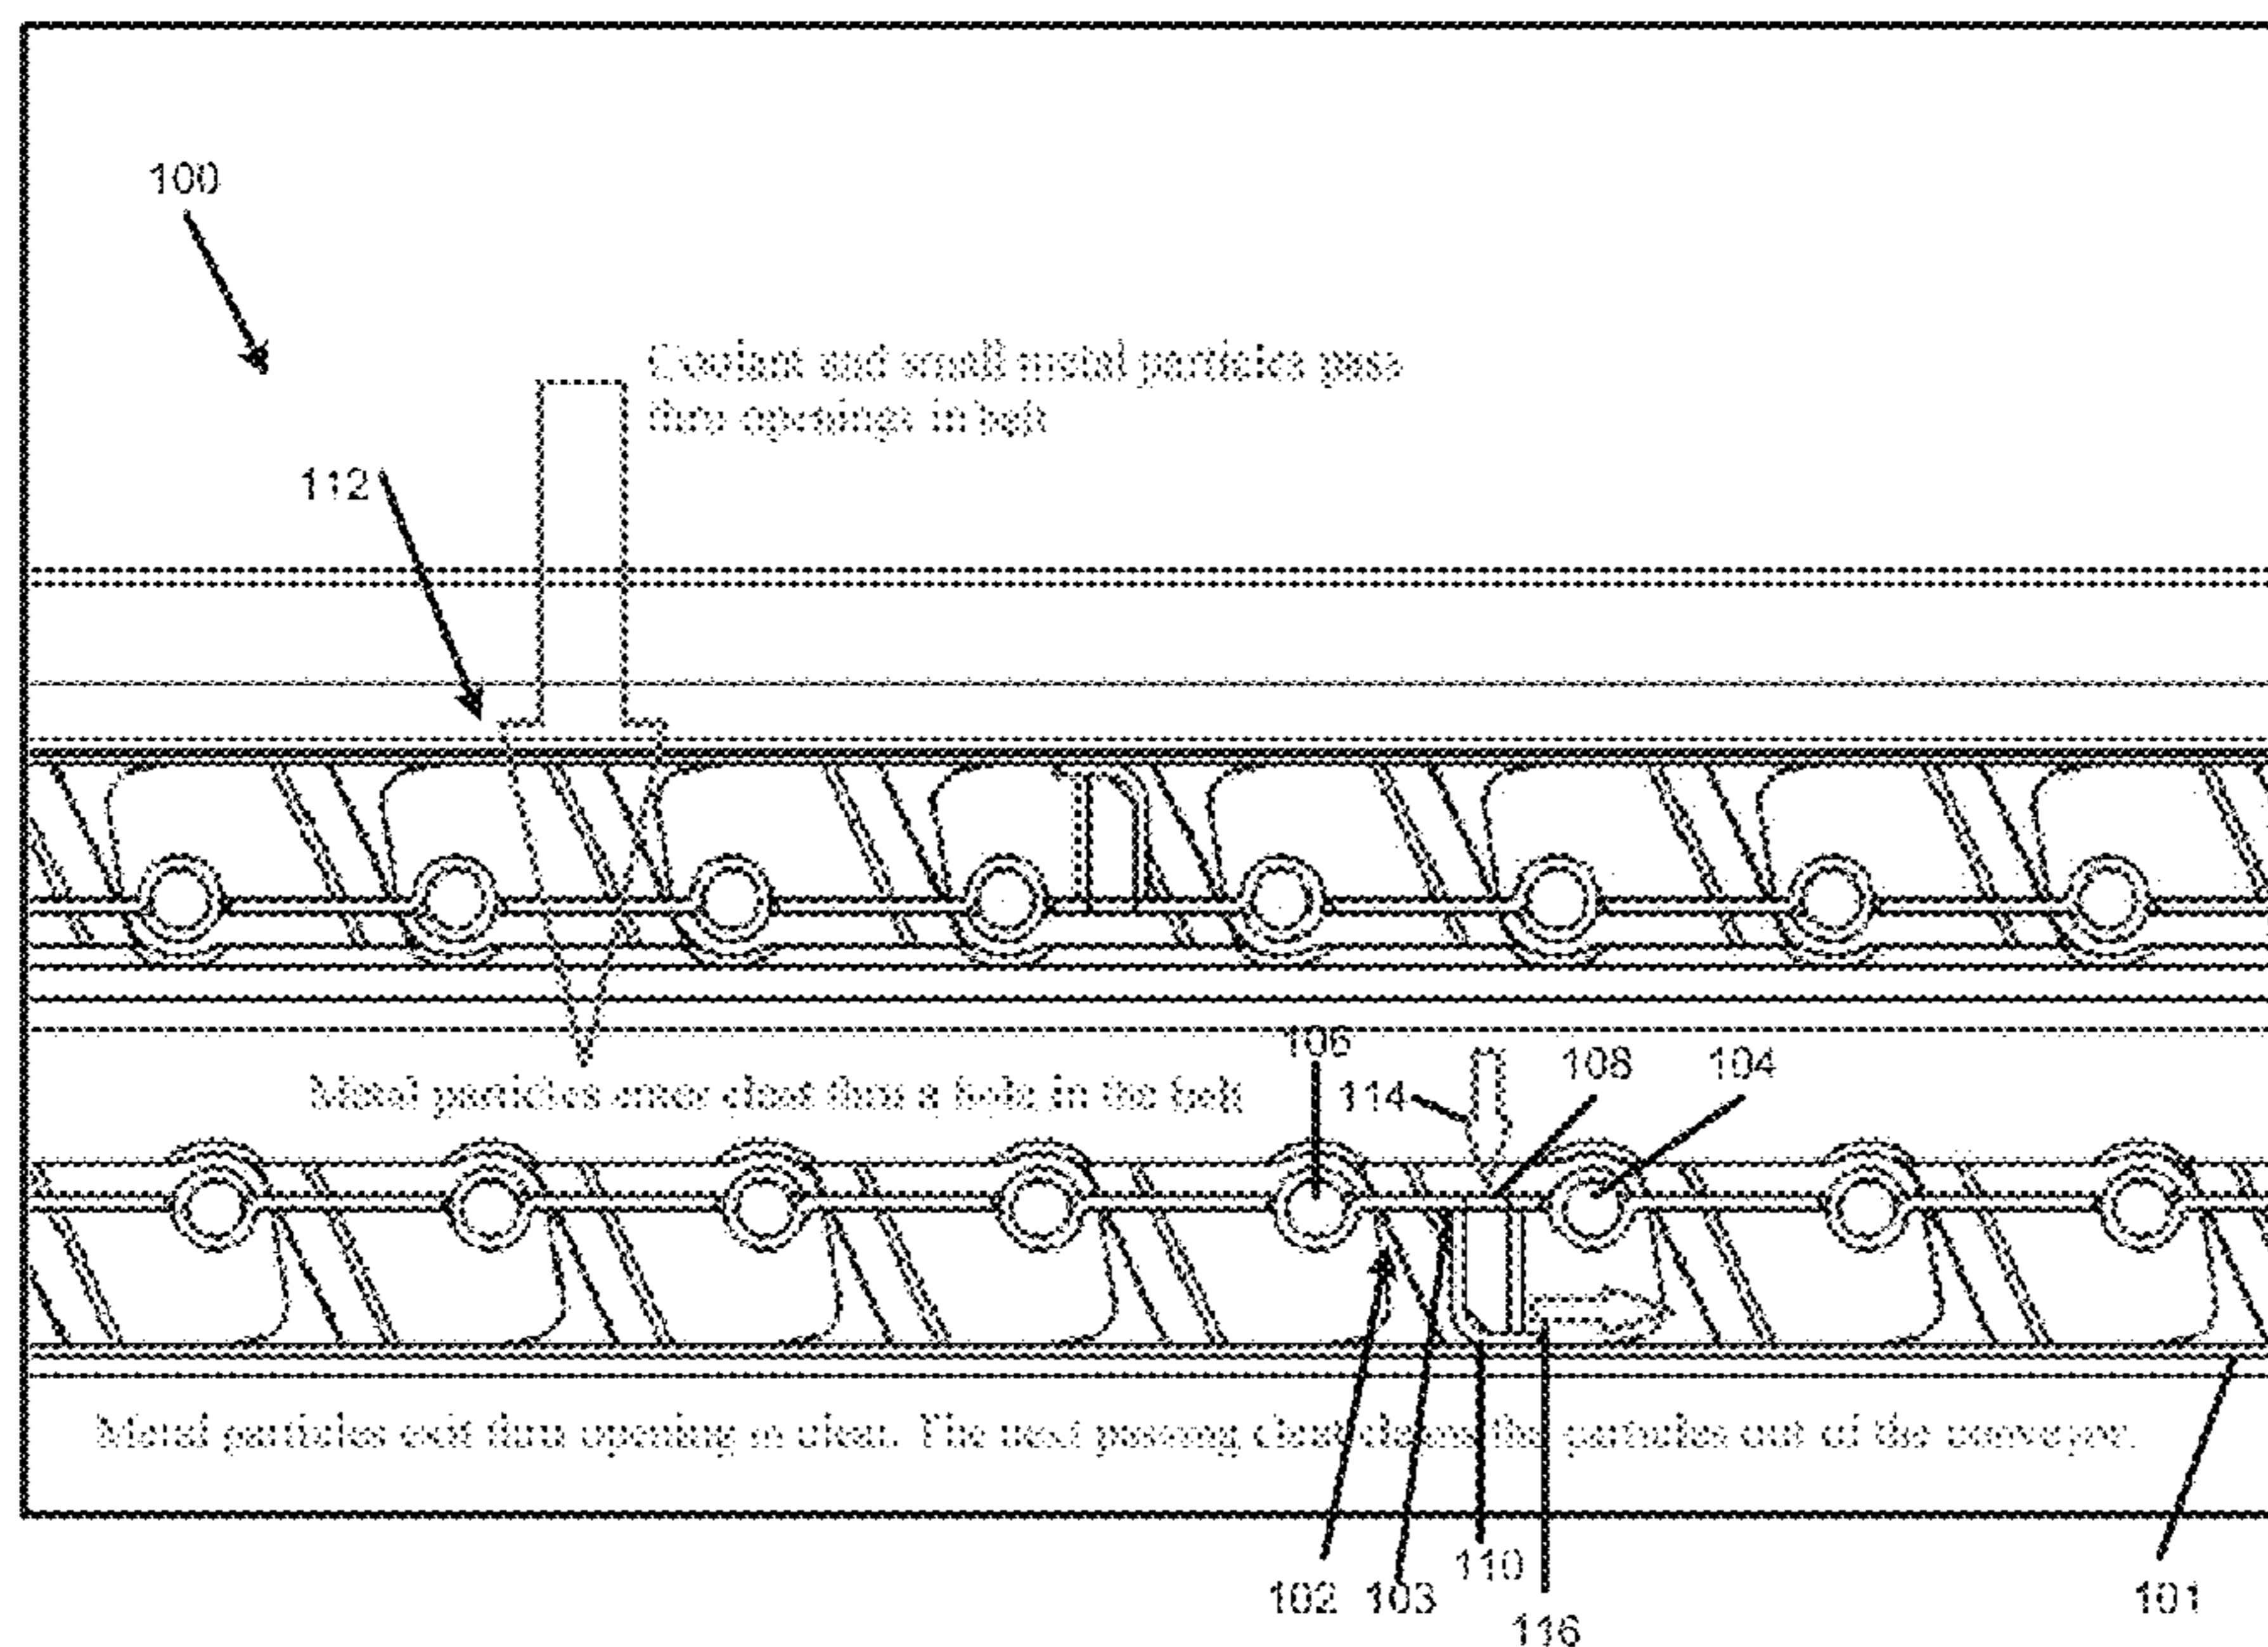 100
Coolant and small metal particles pass
thru openings in belt
112
106
108
104
Metal particles enter cleat thru a hole in the belt
114
Metal particles exit thru opening in cleat. The next passing cleat cleans the particles out of the conveyor.
110
102
103
101
116